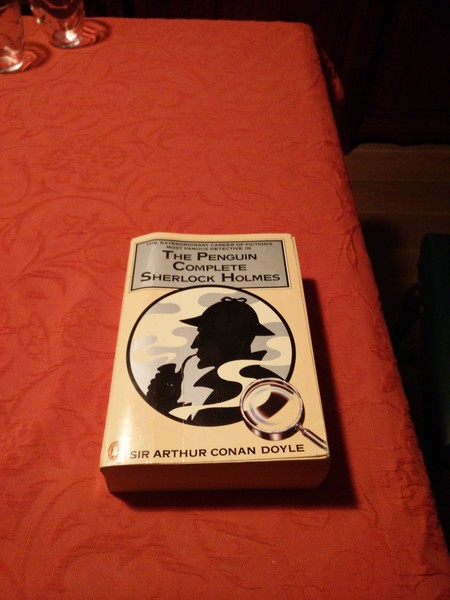 THE EXTRAORDINARY CAREER OF FICTION'S
MOST FAMOUS DETECTIVE IN
THE PENGUIN
COMPLETE
SHERLOCK HOLMES
SIR ARTHUR CONAN DOYLE